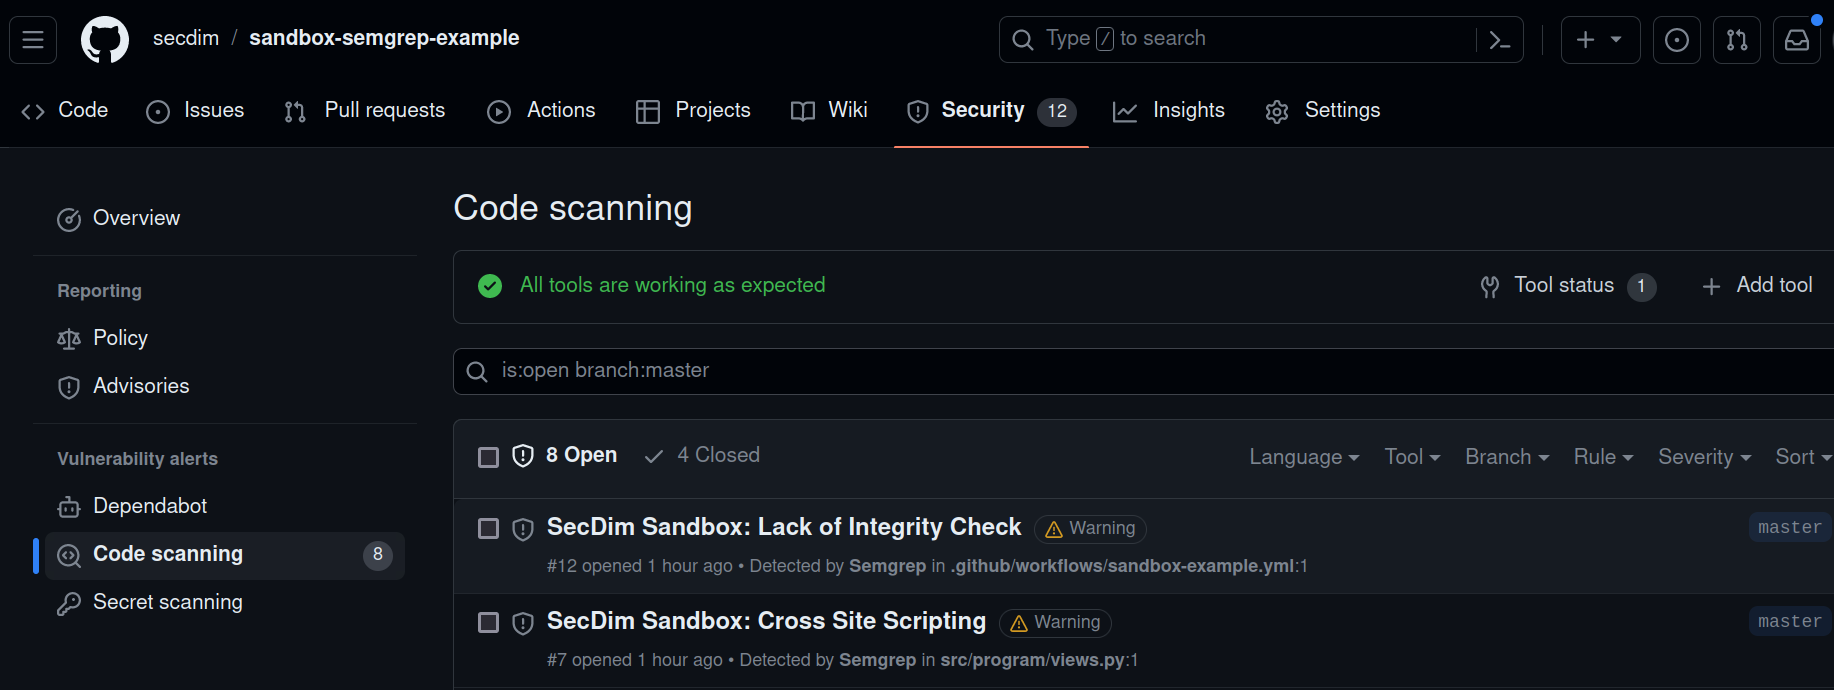 secdim / sandbox-semgrep-example Type / to search
Code Issues Pull requests Actions Projects Wiki Security 12 Insights Settings
Overview
Reporting
Policy
Advisories
Vulnerability alerts
Dependabot
Code scanning 8
Secret scanning
Code scanning
All tools are working as expected Tool status 1 + Add tool
is:open branch:master
8 Open 4 Closed Language Tool Branch Rule Severity Sort
SecDim Sandbox: Lack of Integrity Check Warning master
#12 opened 1 hour ago • Detected by Semgrep in .github/workflows/sandbox-example.yml:1
SecDim Sandbox: Cross Site Scripting Warning master
#7 opened 1 hour ago • Detected by Semgrep in src/program/views.py:1